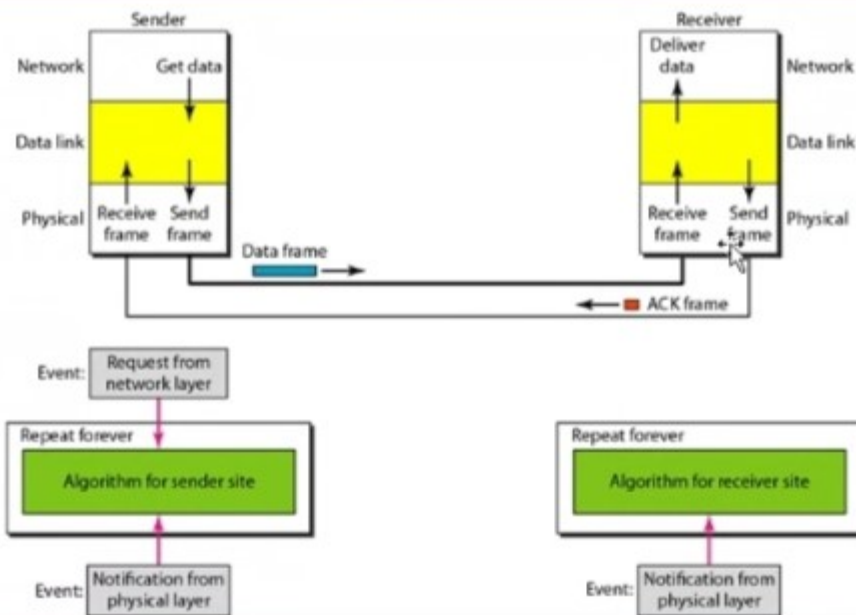 Sender
Receiver
Network
Get data
Deliver
data
Network
Data link
Data link
Physical
Receive
frame
Send
frame
Receive
frame
Send
frame
Physical
Data frame
ACK frame
Event:
Request from
network layer
Repeat forever
Algorithm for sender site
Repeat forever
Algorithm for receiver site
Event:
Notification from
physical layer
Event:
Notification from
physical layer